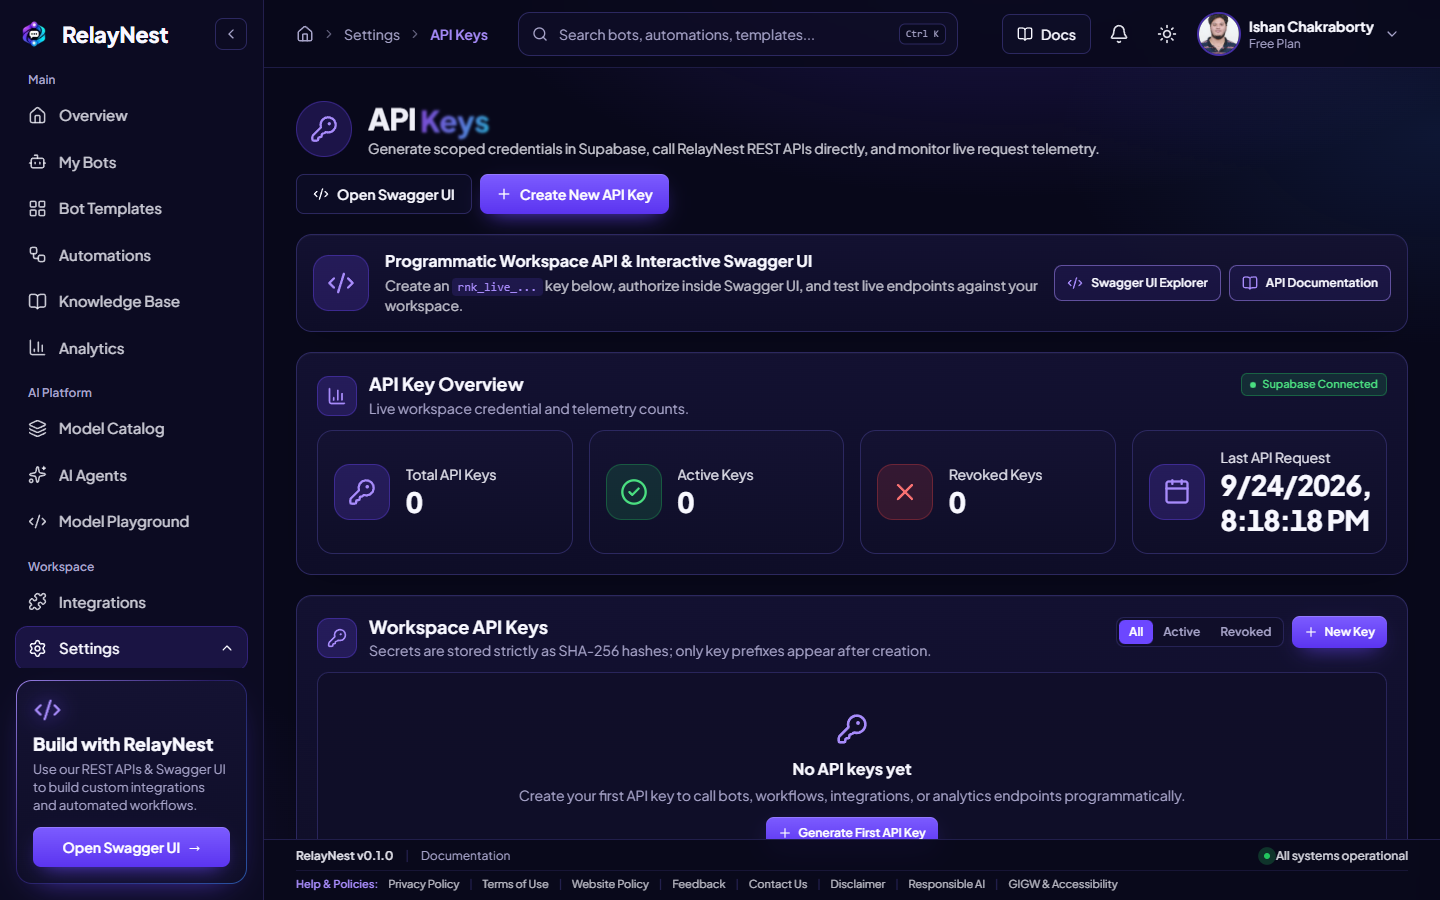 RelayNest
Main
Overview
My Bots
Bot Templates
Automations
Knowledge Base
Analytics
AI Platform
Model Catalog
AI Agents
Model Playground
Workspace
Integrations
Settings
Build with RelayNest
Use our REST APIs & Swagger UI
to build custom integrations
and automated workflows.
Open Swagger UI →
Settings
API Keys
Search bots, automations, templates...
Ctrl K
Docs
Ishan Chakraborty
Free Plan
API Keys
Generate scoped credentials in Supabase, call RelayNest REST APIs directly, and monitor live request telemetry.
Open Swagger UI
+ Create New API Key
Programmatic Workspace API & Interactive Swagger UI
Create an rnk_live_... key below, authorize inside Swagger UI, and test live endpoints against your
workspace.
Swagger UI Explorer
API Documentation
API Key Overview
Live workspace credential and telemetry counts.
Supabase Connected
Total API Keys
0
Active Keys
0
Revoked Keys
0
Last API Request
9/24/2026,
8:18:18 PM
Workspace API Keys
Secrets are stored strictly as SHA-256 hashes; only key prefixes appear after creation.
All
Active
Revoked
+ New Key
No API keys yet
Create your first API key to call bots, workflows, integrations, or analytics endpoints programmatically.
+ Generate First API Key
RelayNest v0.1.0
Documentation
All systems operational
Help & Policies:
Privacy Policy
Terms of Use
Website Policy
Feedback
Contact Us
Disclaimer
Responsible AI
GIGW & Accessibility